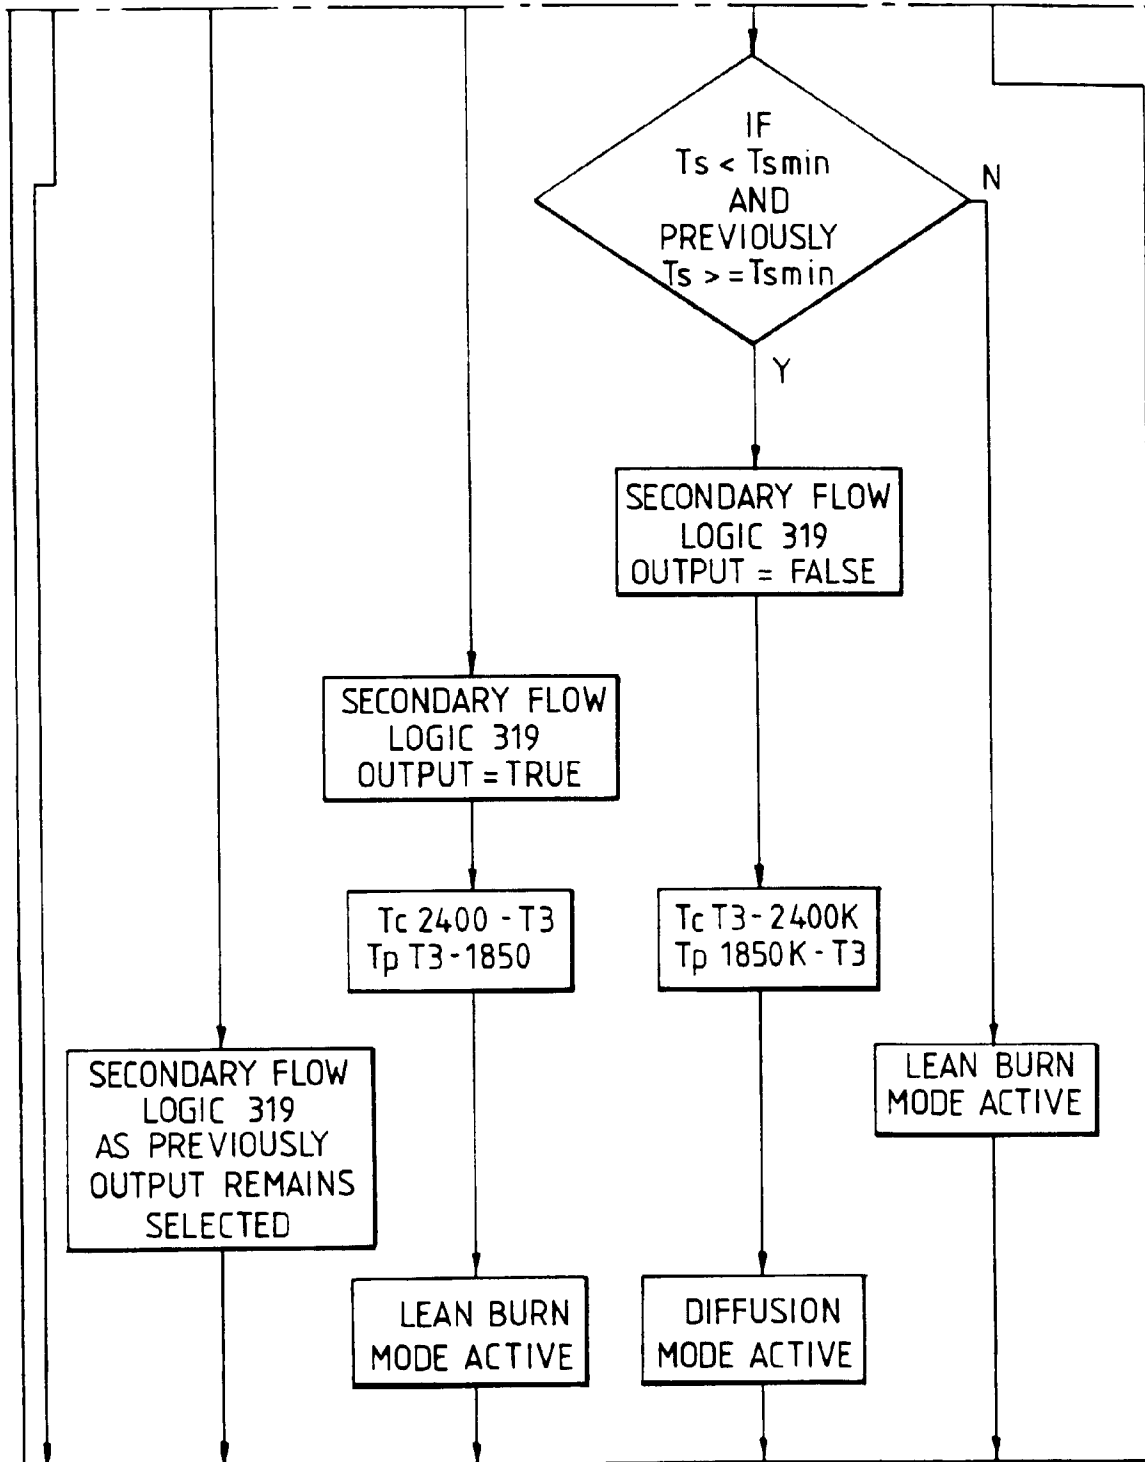 IF
Ts < Tsmin
AND
PREVIOUSLY
Ts >=Tsmin
N
Y
SECONDARY FLOW
LOGIC 319
OUTPUT = FALSE
SECONDARY FLOW
LOGIC 319
OUTPUT = TRUE
Tc 2400 - T3
Tp T3-1850
Tc T3-2400K
Tp 1850K-T3
SECONDARY FLOW
LOGIC 319
AS PREVIOUSLY
OUTPUT REMAINS
SELECTED
LEAN BURN
MODE ACTIVE
LEAN BURN
MODE ACTIVE
DIFFUSION
MODE ACTIVE